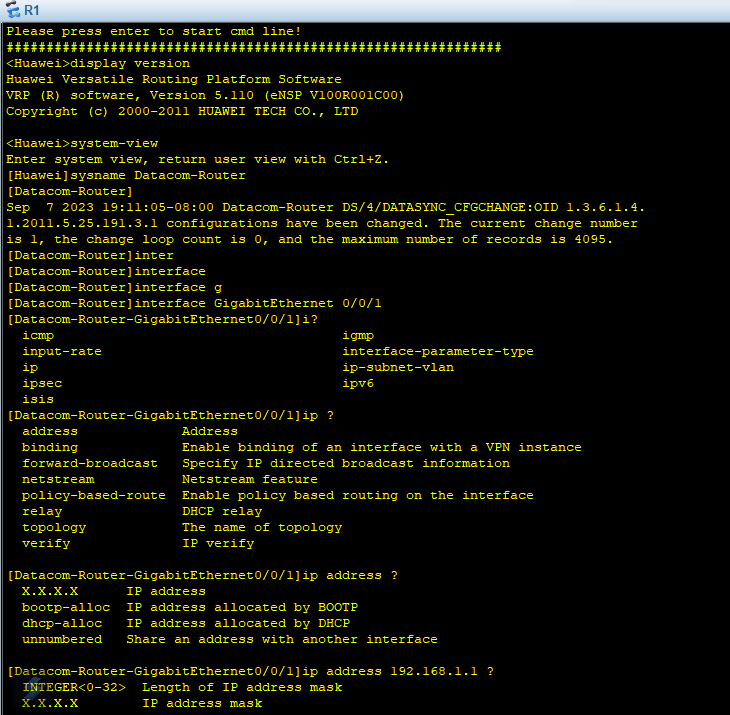 R1
Please press enter to start cmd line!
##############################################################
<Huawei>display version
Huawei Versatile Routing Platform Software
VRP (R) software, Version 5.110 (eNSP V100R001C00)
Copyright (c) 2000-2011 HUAWEI TECH CO., LTD
<Huawei>system-view
Enter system view, return user view with Ctrl+Z.
[Huawei]sysname Datacom-Router
[Datacom-Router]
Sep  7 2023 19:11:05-08:00 Datacom-Router DS/4/DATASYNC_CFGCHANGE:OID 1.3.6.1.4.
1.2011.5.25.191.3.1 configurations have been changed. The current change number
is 1, the change loop count is 0, and the maximum number of records is 4095.
[Datacom-Router]inter
[Datacom-Router]interface
[Datacom-Router]interface g
[Datacom-Router]interface GigabitEthernet 0/0/1
[Datacom-Router-GigabitEthernet0/0/1]i?
icmp igmp
input-rate interface-parameter-type
ip ip-subnet-vlan
ipsec ipv6
isis
[Datacom-Router-GigabitEthernet0/0/1]ip ?
address Address
binding Enable binding of an interface with a VPN instance
forward-broadcast Specify IP directed broadcast information
netstream Netstream feature
policy-based-route Enable policy based routing on the interface
relay DHCP relay
topology The name of topology
verify IP verify
[Datacom-Router-GigabitEthernet0/0/1]ip address ?
X.X.X.X IP address
bootp-alloc IP address allocated by BOOTP
dhcp-alloc IP address allocated by DHCP
unnumbered Share an address with another interface
[Datacom-Router-GigabitEthernet0/0/1]ip address 192.168.1.1 ?
INTEGER<0-32> Length of IP address mask
X.X.X.X IP address mask